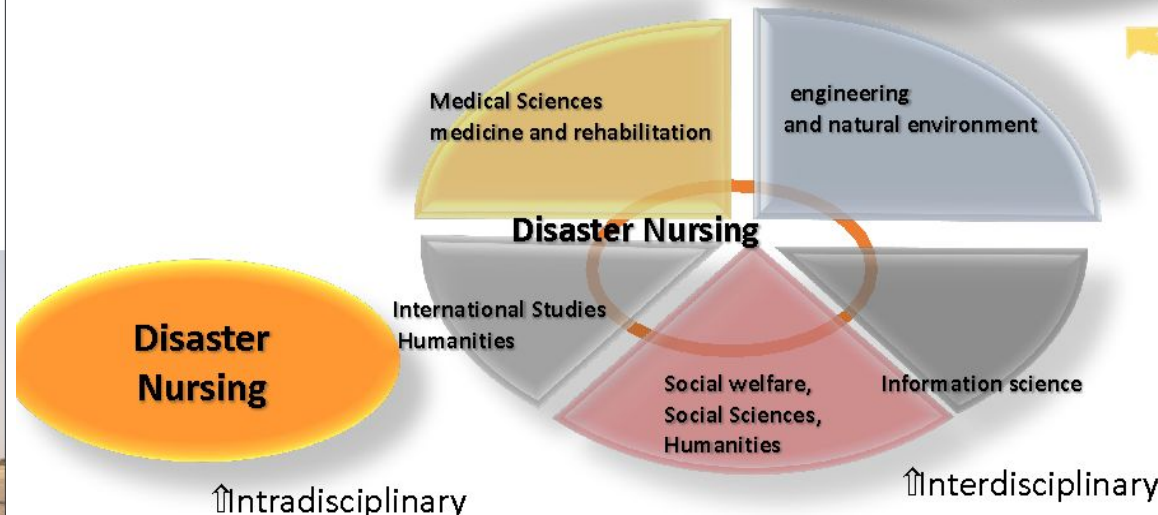 Medical Sciences
medicine and rehabilitation
engineering
and natural environment
Disaster Nursing
International Studies
Humanities
Social welfare,
Social Sciences,
Humanities
Information science
Disaster
Nursing
⇧Intradisciplinary
⇧Interdisciplinary